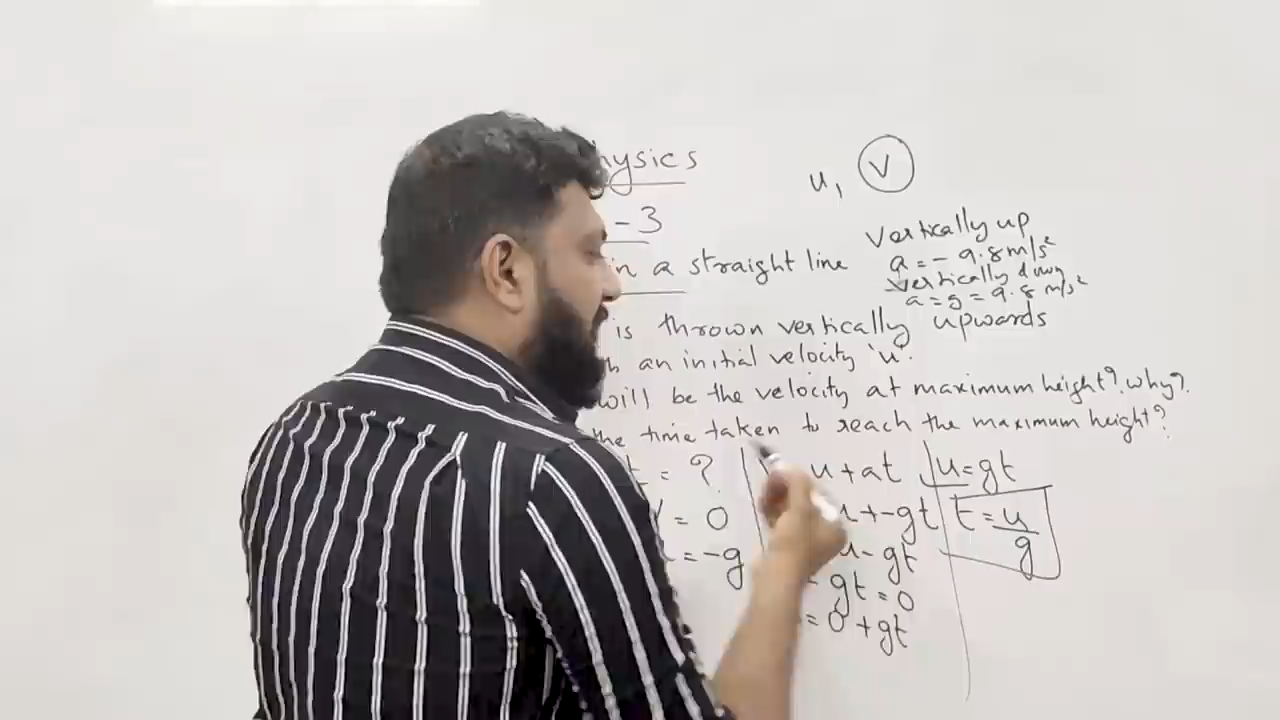 hysics
u, V
-3
Vertically up
a = - 9.8 m/s²
in a straight line
Vertically down
a = g = 9.8 m/s²
is thrown vertically upwards
an initial velocity 'u'.
will be the velocity at maximum height? why?
the time taken to reach the maximum height?
t = ?
u + at
u = gt
= 0
u + -gt
t = u/g
= -g
u - gt
- gt = 0
= 0 + gt